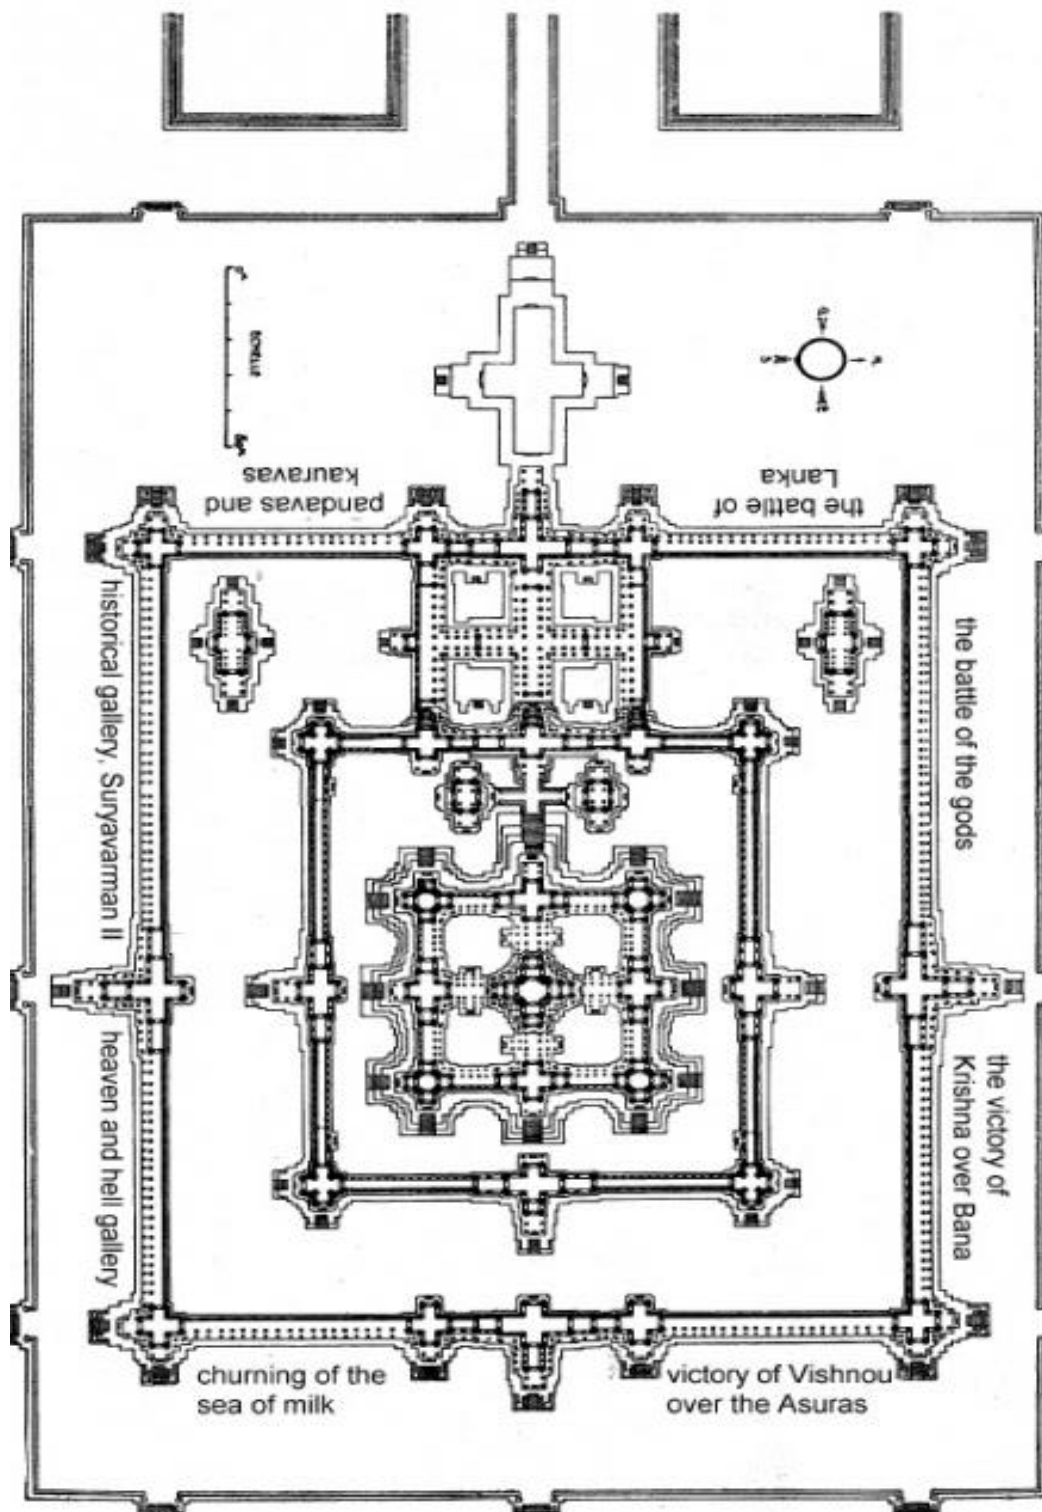 ECHELLE
S
pandavas and
kauravas
the battle of
Lanka
historical gallery, Suryavarman II
the battle of the gods
heaven and hell gallery
the victory of
Krishna over Bana
churning of the
sea of milk
victory of Vishnou
over the Asuras